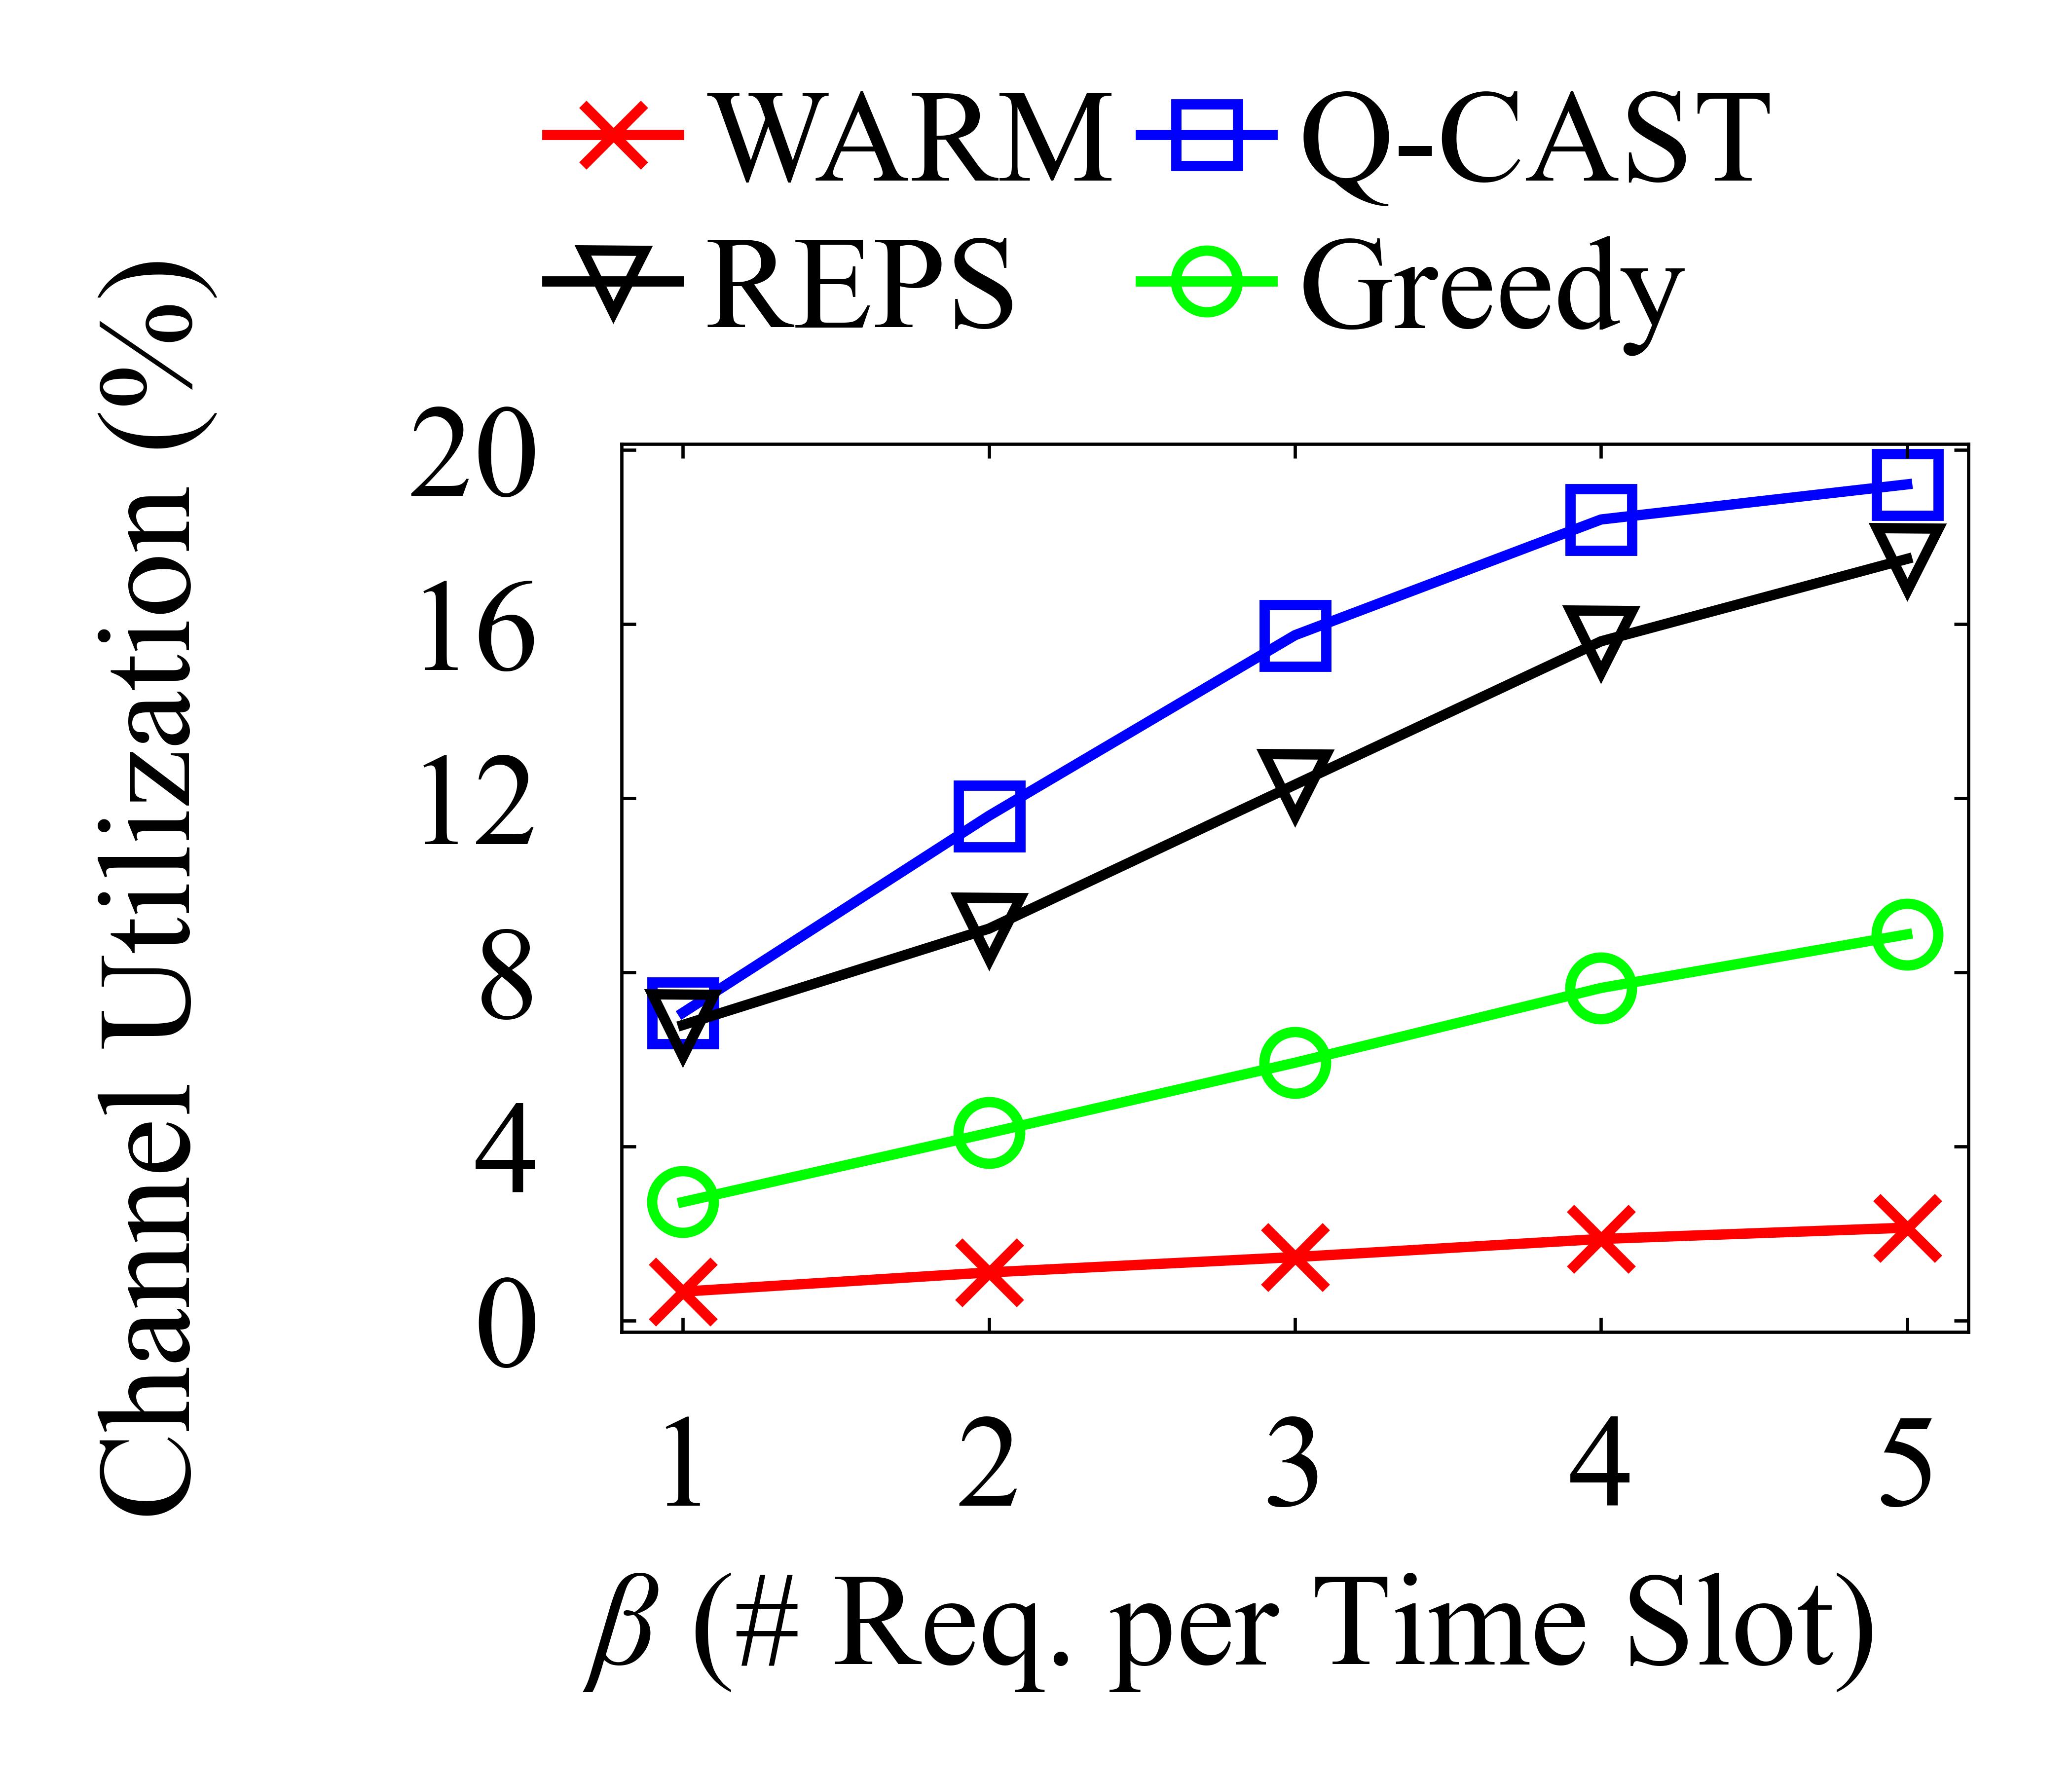 WARM Q-CAST
REPS Greedy
Channel Utilization (%)
20
16
12
8
4
0
1 2 3 4 5
β (# Req. per Time Slot)